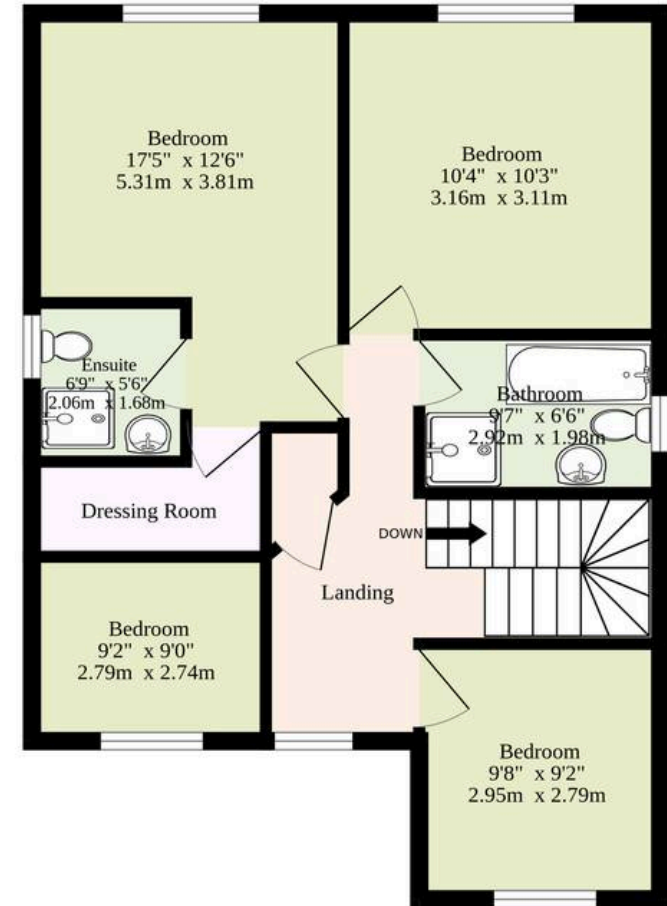 Bedroom
17'5" x 12'6"
5.31m x 3.81m
Bedroom
10'4" x 10'3"
3.16m x 3.11m
Ensuite
6'9" x 5'6"
2.06m x 1.68m
Bathroom
9'7" x 6'6"
2.92m x 1.98m
Dressing Room
DOWN
Landing
Bedroom
9'2" x 9'0"
2.79m x 2.74m
Bedroom
9'8" x 9'2"
2.95m x 2.79m